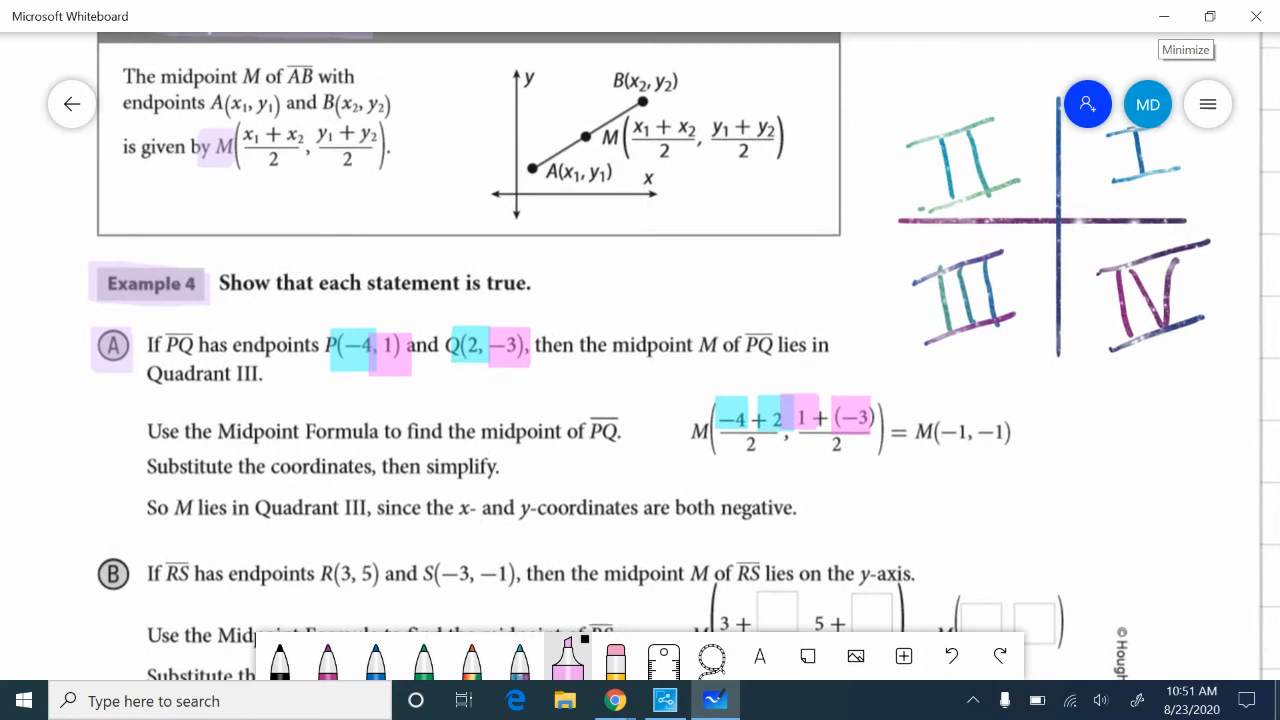 Microsoft Whiteboard
Minimize
The midpoint M of AB with
endpoints A(x₁, y₁) and B(x₂, y₂)
is given by M(x₁ + x₂/2, y₁ + y₂/2).
y
B(x₂, y₂)
M(x₁ + x₂/2, y₁ + y₂/2)
A(x₁, y₁)
x
MD
II I
III IV
Example 4 Show that each statement is true.
A If PQ has endpoints P(−4, 1) and Q(2, −3), then the midpoint M of PQ lies in
Quadrant III.
Use the Midpoint Formula to find the midpoint of PQ.
M(−4 + 2/2, 1 + (−3)/2) = M(−1, −1)
Substitute the coordinates, then simplify.
So M lies in Quadrant III, since the x- and y-coordinates are both negative.
B If RS has endpoints R(3, 5) and S(−3, −1), then the midpoint M of RS lies on the y-axis.
3 + 5 +
Use the
Substitute
© Hough
A
Type here to search
10:51 AM
8/23/2020